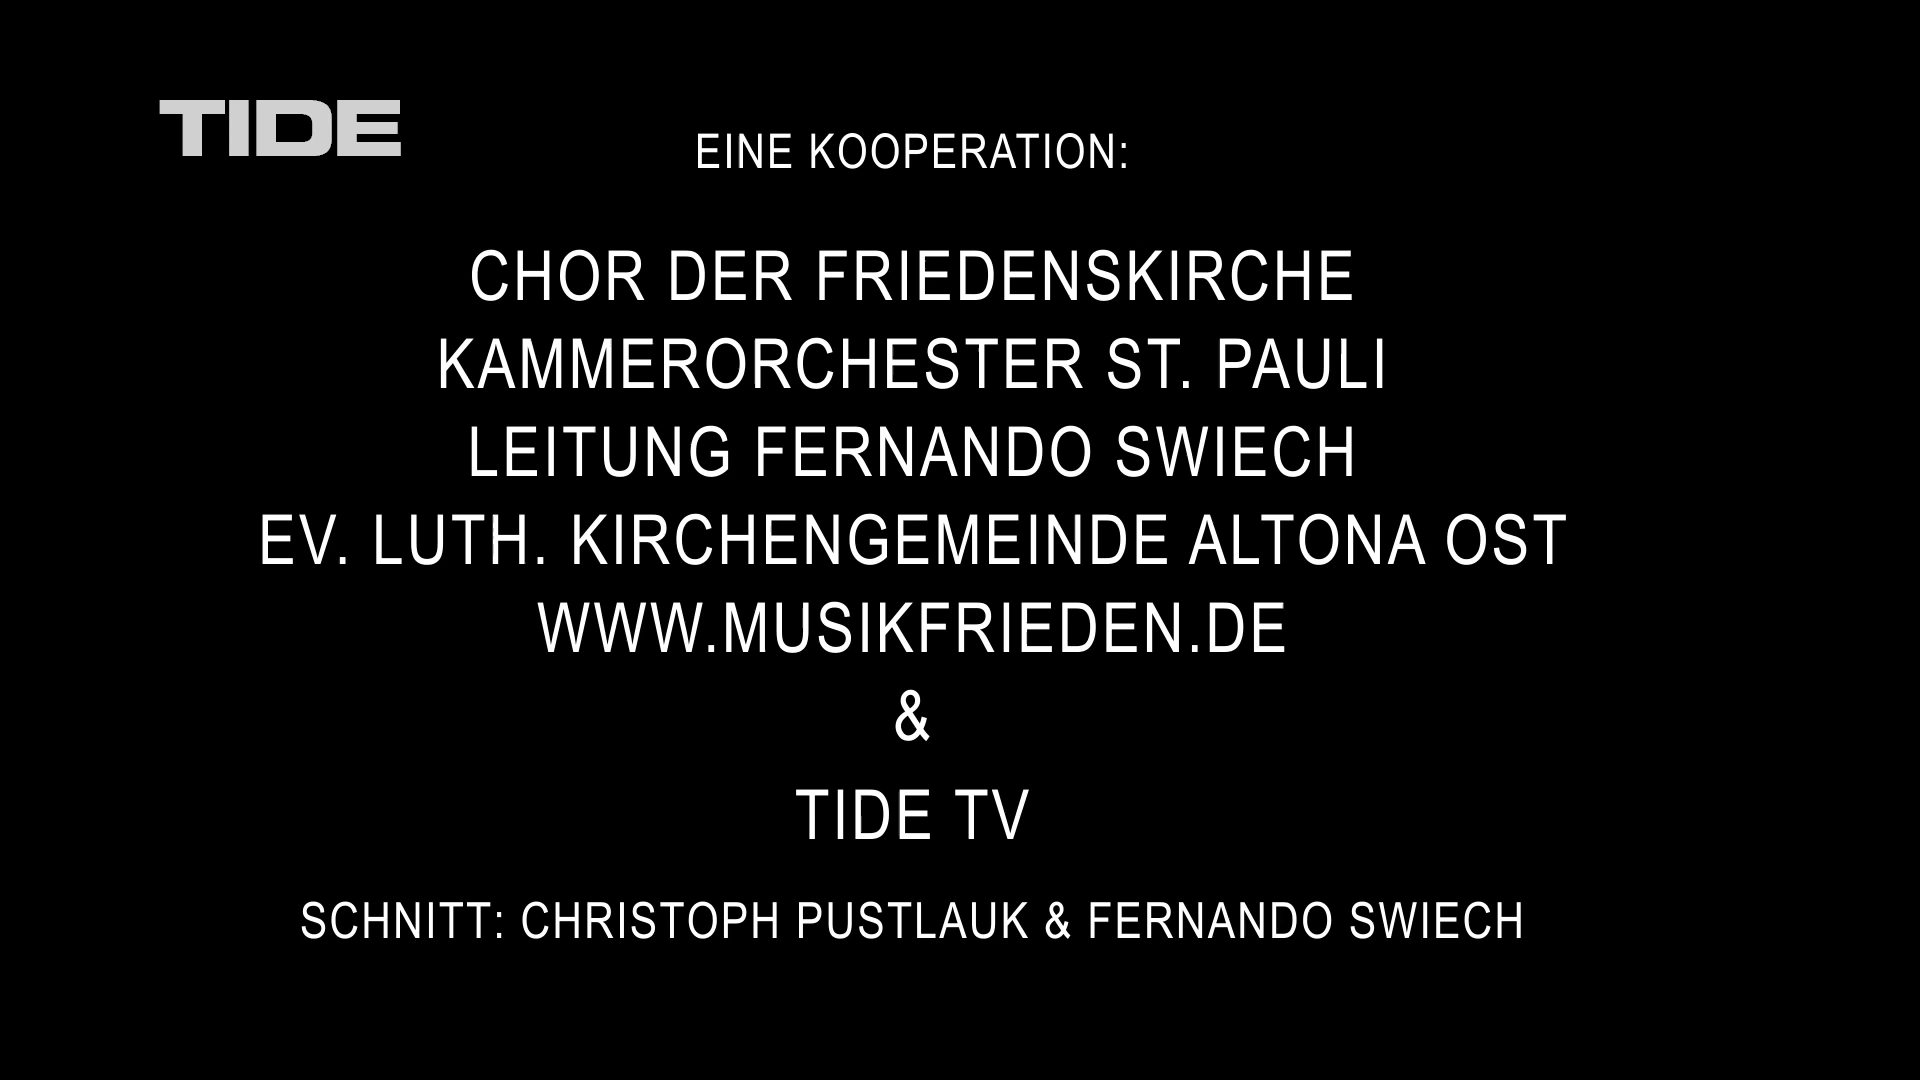 TIDE
EINE KOOPERATION:
CHOR DER FRIEDENSKIRCHE
KAMMERORCHESTER ST. PAULI
LEITUNG FERNANDO SWIECH
EV. LUTH. KIRCHENGEMEINDE ALTONA OST
WWW.MUSIKFRIEDEN.DE
&
TIDE TV
SCHNITT: CHRISTOPH PUSTLAUK & FERNANDO SWIECH